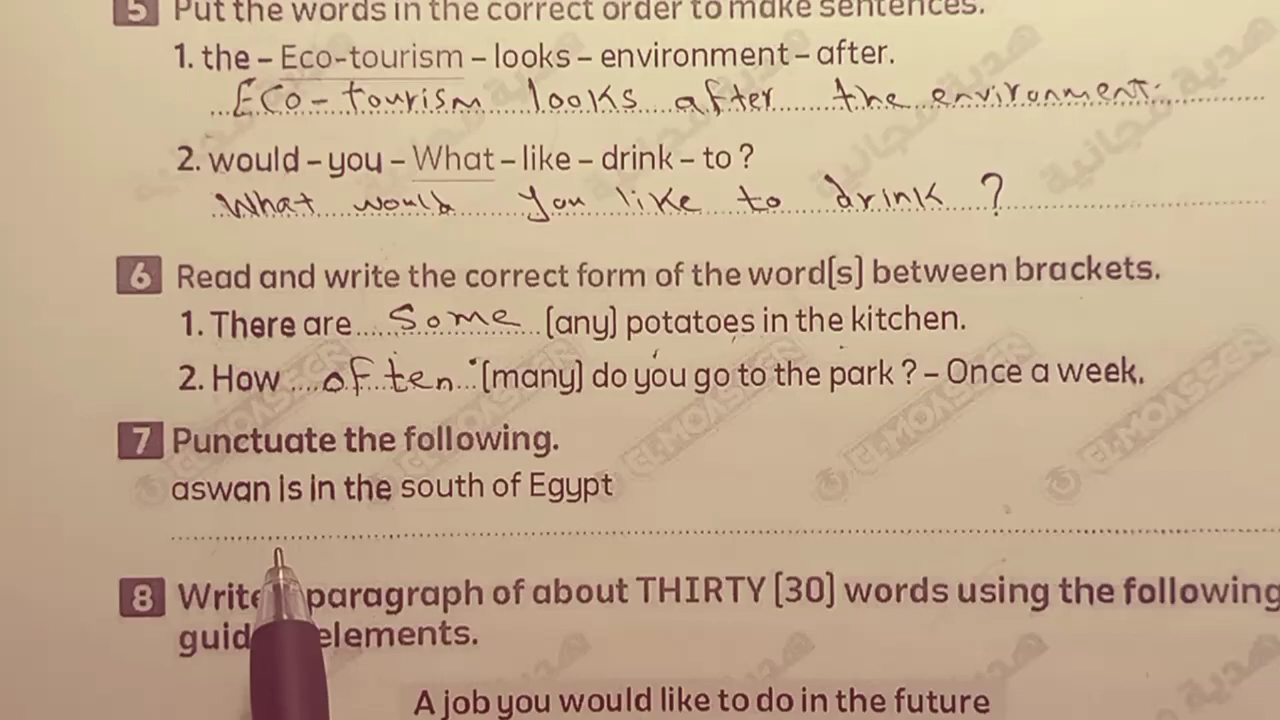 5 Put the words in the correct order to make sentences.
1. the – Eco-tourism – looks – environment – after.
Eco-tourism looks after the environment.
2. would – you – What – like – drink – to ?
What would you like to drink ?
6 Read and write the correct form of the word(s) between brackets.
1. There are some (any) potatoes in the kitchen.
2. How often (many) do you go to the park ? – Once a week.
7 Punctuate the following.
aswan is in the south of Egypt
8 Write paragraph of about THIRTY (30) words using the following
elements.
A job you would like to do in the future
هدية مجانية
ELMOASSER